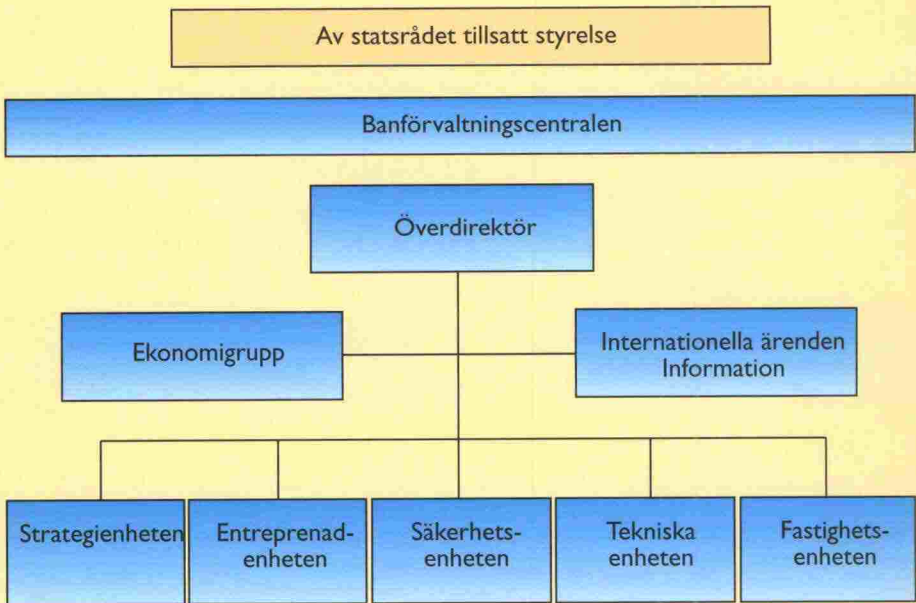 Av statsrådet tillsatt styrelse
Banförvaltningscentralen
Överdirektör
Ekonomigrupp
Internationella ärenden
Information
Strategienheten
Entreprenad-
enheten
Säkerhets-
enheten
Tekniska
enheten
Fastighets-
enheten